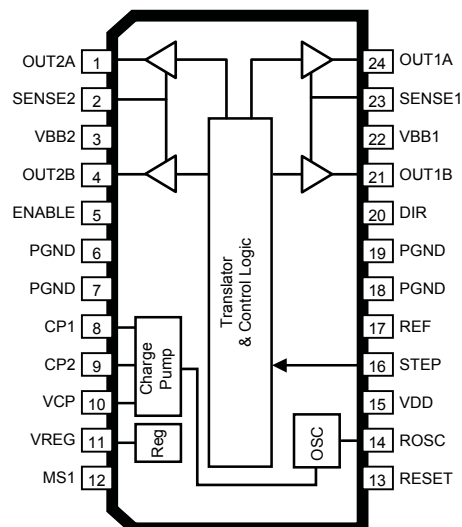 OUT2A 1
SENSE2 2
VBB2 3
OUT2B 4
ENABLE 5
PGND 6
PGND 7
CP1 8
CP2 9
VCP 10
VREG 11
MS1 12
Charge
Pump
Reg
Translator
& Control Logic
OSC
24 OUT1A
23 SENSE1
22 VBB1
21 OUT1B
20 DIR
19 PGND
18 PGND
17 REF
16 STEP
15 VDD
14 ROSC
13 RESET